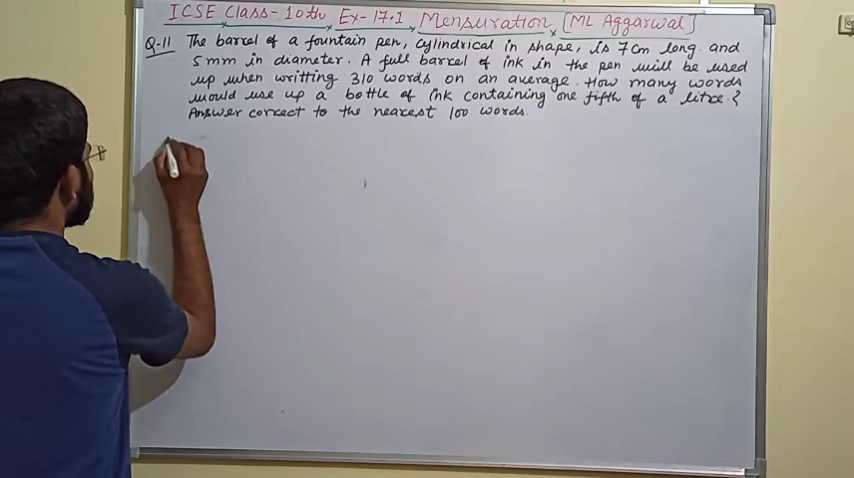 ICSE Class-10th Ex-17.1 Mensuration [ML Aggarwal]
Q-11 The barrel of a fountain pen, cylindrical in shape, is 7cm long and
5mm in diameter. A full barrel of ink in the pen will be used
up when writting 310 words on an average. How many words
would use up a bottle of ink containing one fifth of a litre?
Answer correct to the nearest 100 words.